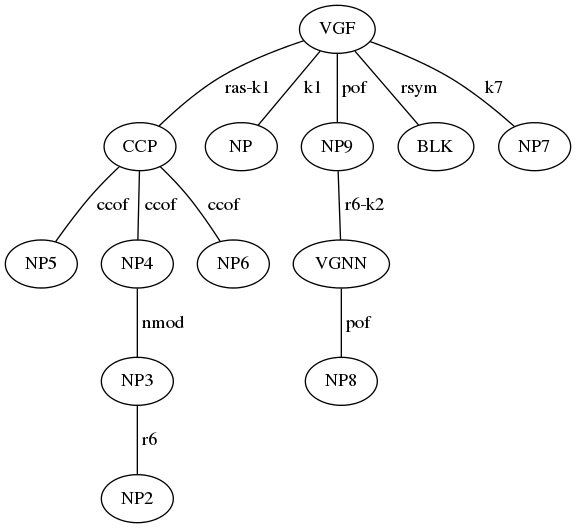 VGF
ras-k1 k1 pof rsym k7
CCP NP NP9 BLK NP7
ccof ccof ccof r6-k2
NP5 NP4 NP6 VGNN
nmod pof
NP3 NP8
r6
NP2